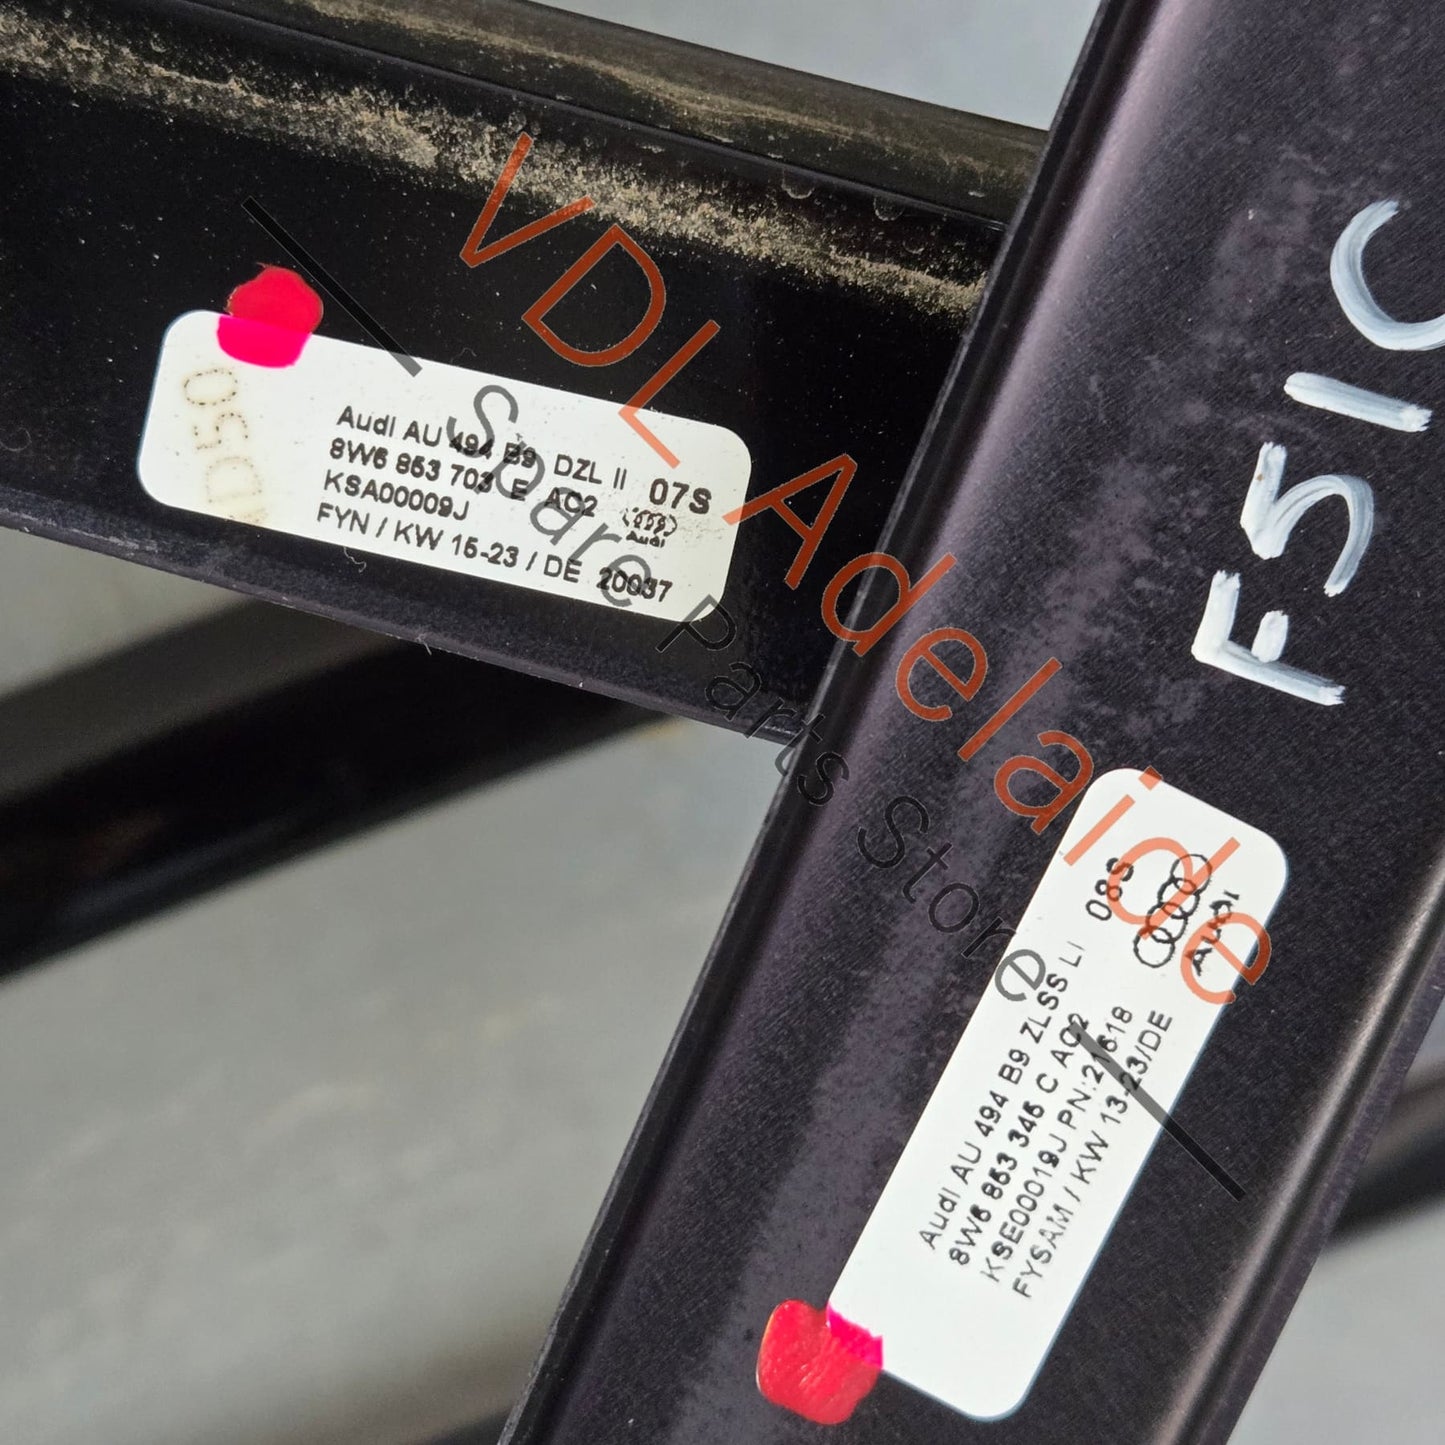 VDL Adelaide
Spare Parts Store
050D
Audi AU 494 B9 DZL II 07S
8W6 853 703 E AC2
KSA00009J
Audi
FYN / KW 15-23 / DE 20037
F51C
08S
Audi
Audi AU 494 B9 ZLSS LI
8W6 853 345 C AC2
KSE00019J PN:21618
FYSAM / KW 13-23/DE